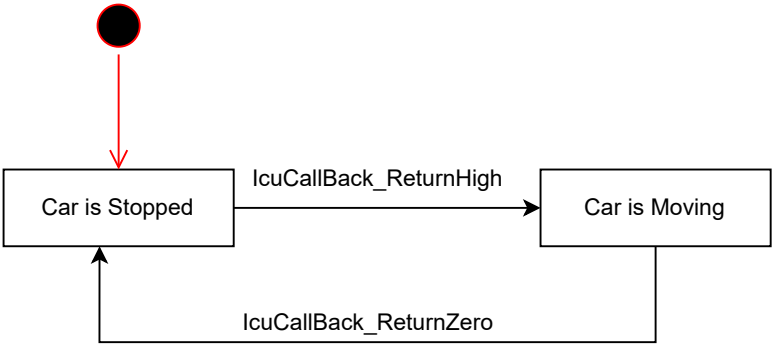 IcuCallBack_ReturnHigh
Car is Stopped
Car is Moving
IcuCallBack_ReturnZero